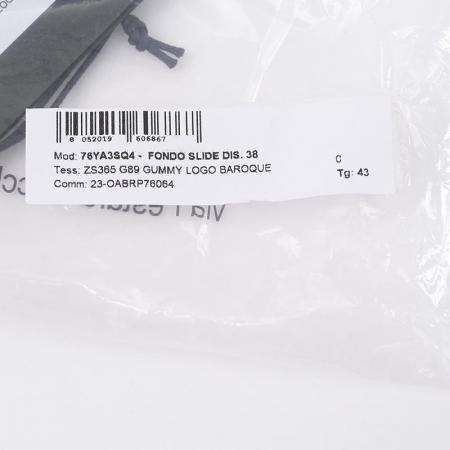 8 052019 606867
Mod: 76YA3SQ4 - FONDO SLIDE DIS. 38
0
Tess: ZS365 G89 GUMMY LOGO BAROQUE
Tg: 43
Comm: 23-OABRP76064
via